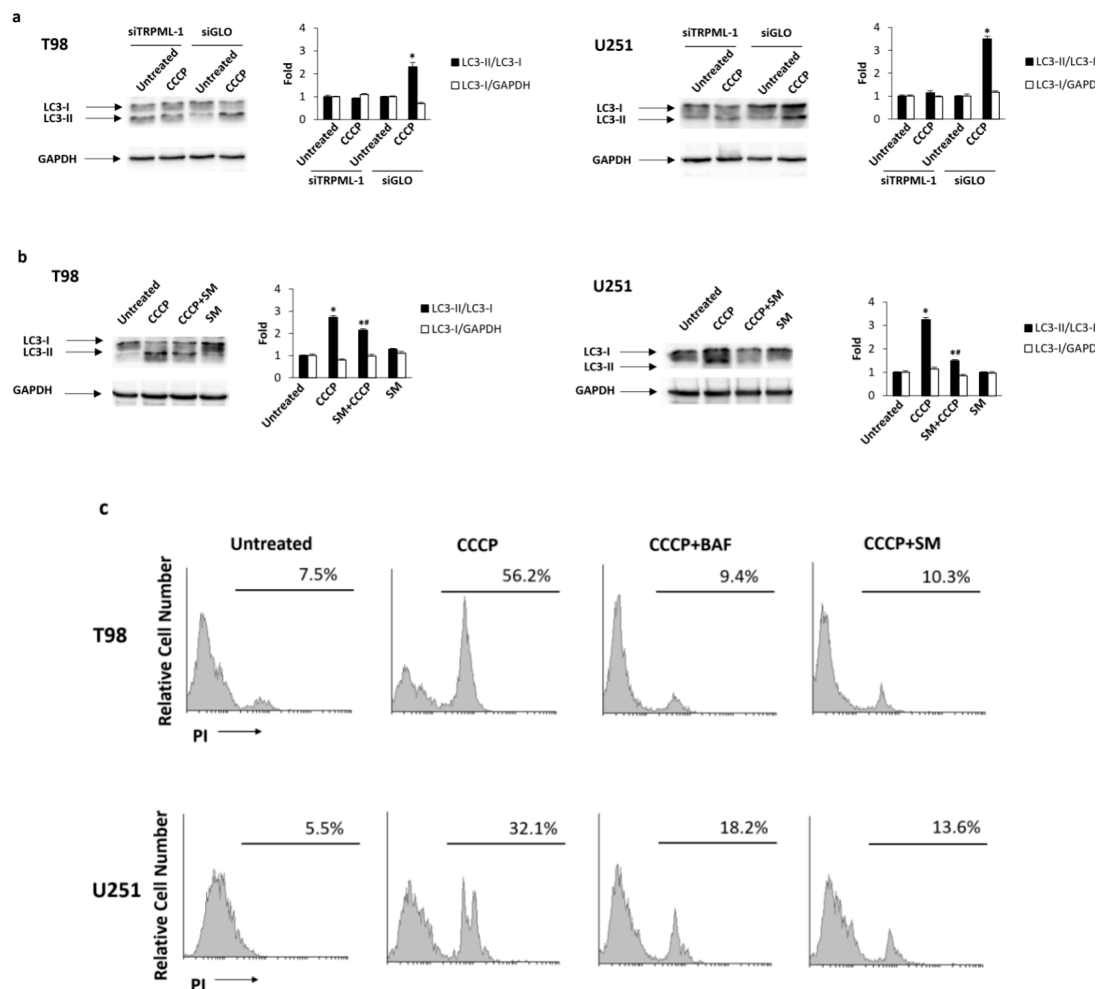 a
T98
siTRPML-1 siGLO
Untreated CCCP Untreated CCCP
LC3-I
LC3-II
GAPDH
Fold
4
3
2
1
0
*
Untreated CCCP Untreated CCCP
siTRPML-1 siGLO
LC3-II/LC3-I
LC3-I/GAPDH
U251
siTRPML-1 siGLO
Untreated CCCP Untreated CCCP
LC3-I
LC3-II
GAPDH
Fold
4
3
2
1
0
*
Untreated CCCP Untreated CCCP
siTRPML-1 siGLO
LC3-II/LC3-I
LC3-I/GAPD
b
T98
Untreated CCCP CCCP+SM SM
LC3-I
LC3-II
GAPDH
Fold
4
3
2
1
0
* *#
Untreated CCCP SM+CCCP SM
LC3-II/LC3-I
LC3-I/GAPDH
U251
Untreated CCCP CCCP+SM SM
LC3-I
LC3-II
GAPDH
Fold
4
3
2
1
0
* *#
Untreated CCCP SM+CCCP SM
LC3-II/LC3-I
LC3-I/GAPD
c
Untreated CCCP CCCP+BAF CCCP+SM
T98
Relative Cell Number
7.5% 56.2% 9.4% 10.3%
PI
U251
Relative Cell Number
5.5% 32.1% 18.2% 13.6%
PI